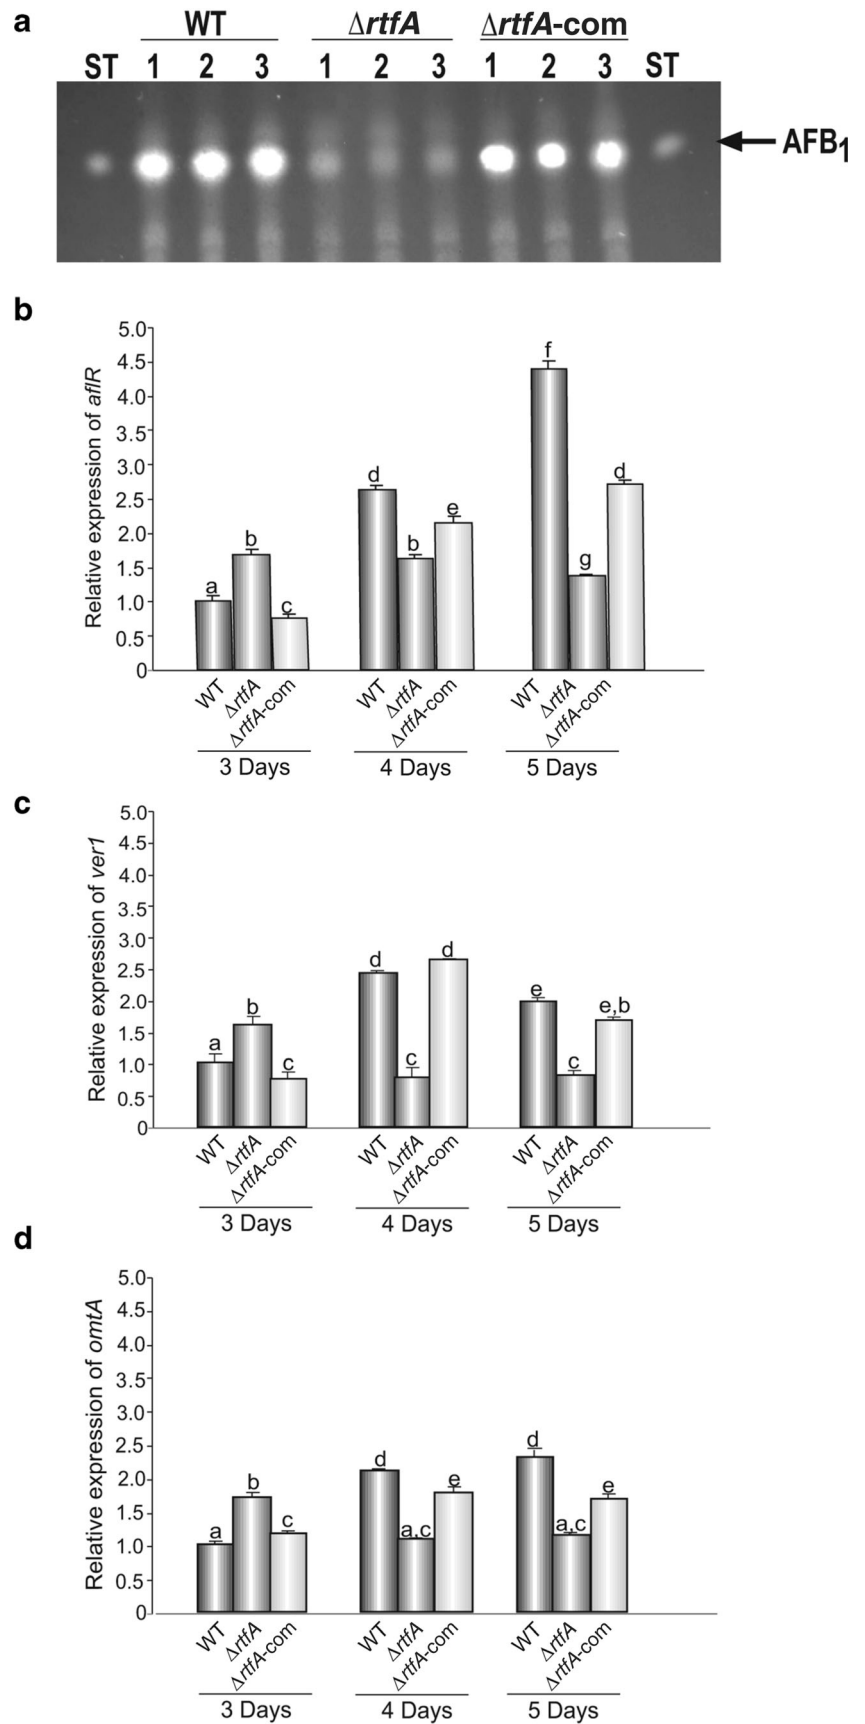 a
WT ΔrtfA ΔrtfA-com
ST 1 2 3 1 2 3 1 2 3 ST
AFB1
b
Relative expression of aflR
5.0
4.5
4.0
3.5
3.0
2.5
2.0
1.5
1.0
0.5
0
a b c d b e f g d
WT ΔrtfA ΔrtfA-com WT ΔrtfA ΔrtfA-com WT ΔrtfA ΔrtfA-com
3 Days 4 Days 5 Days
c
Relative expression of ver1
5.0
4.5
4.0
3.5
3.0
2.5
2.0
1.5
1.0
0.5
0
a b c d c d e c e,b
WT ΔrtfA ΔrtfA-com WT ΔrtfA ΔrtfA-com WT ΔrtfA ΔrtfA-com
3 Days 4 Days 5 Days
d
Relative expression of omtA
5.0
4.5
4.0
3.5
3.0
2.5
2.0
1.5
1.0
0.5
0
a b c d a,c e d a,c e
WT ΔrtfA ΔrtfA-com WT ΔrtfA ΔrtfA-com WT ΔrtfA ΔrtfA-com
3 Days 4 Days 5 Days